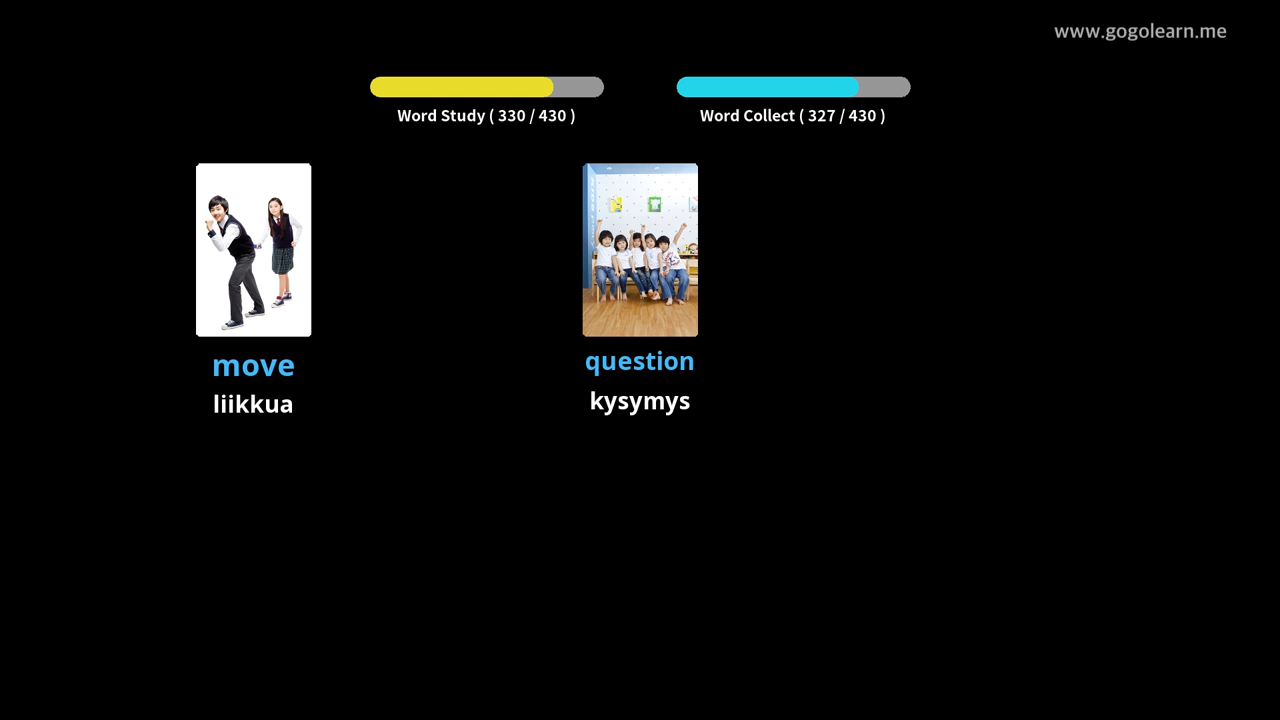 www.gogolearn.me
Word Study ( 330 / 430 )
Word Collect ( 327 / 430 )
move
liikkua
question
kysymys